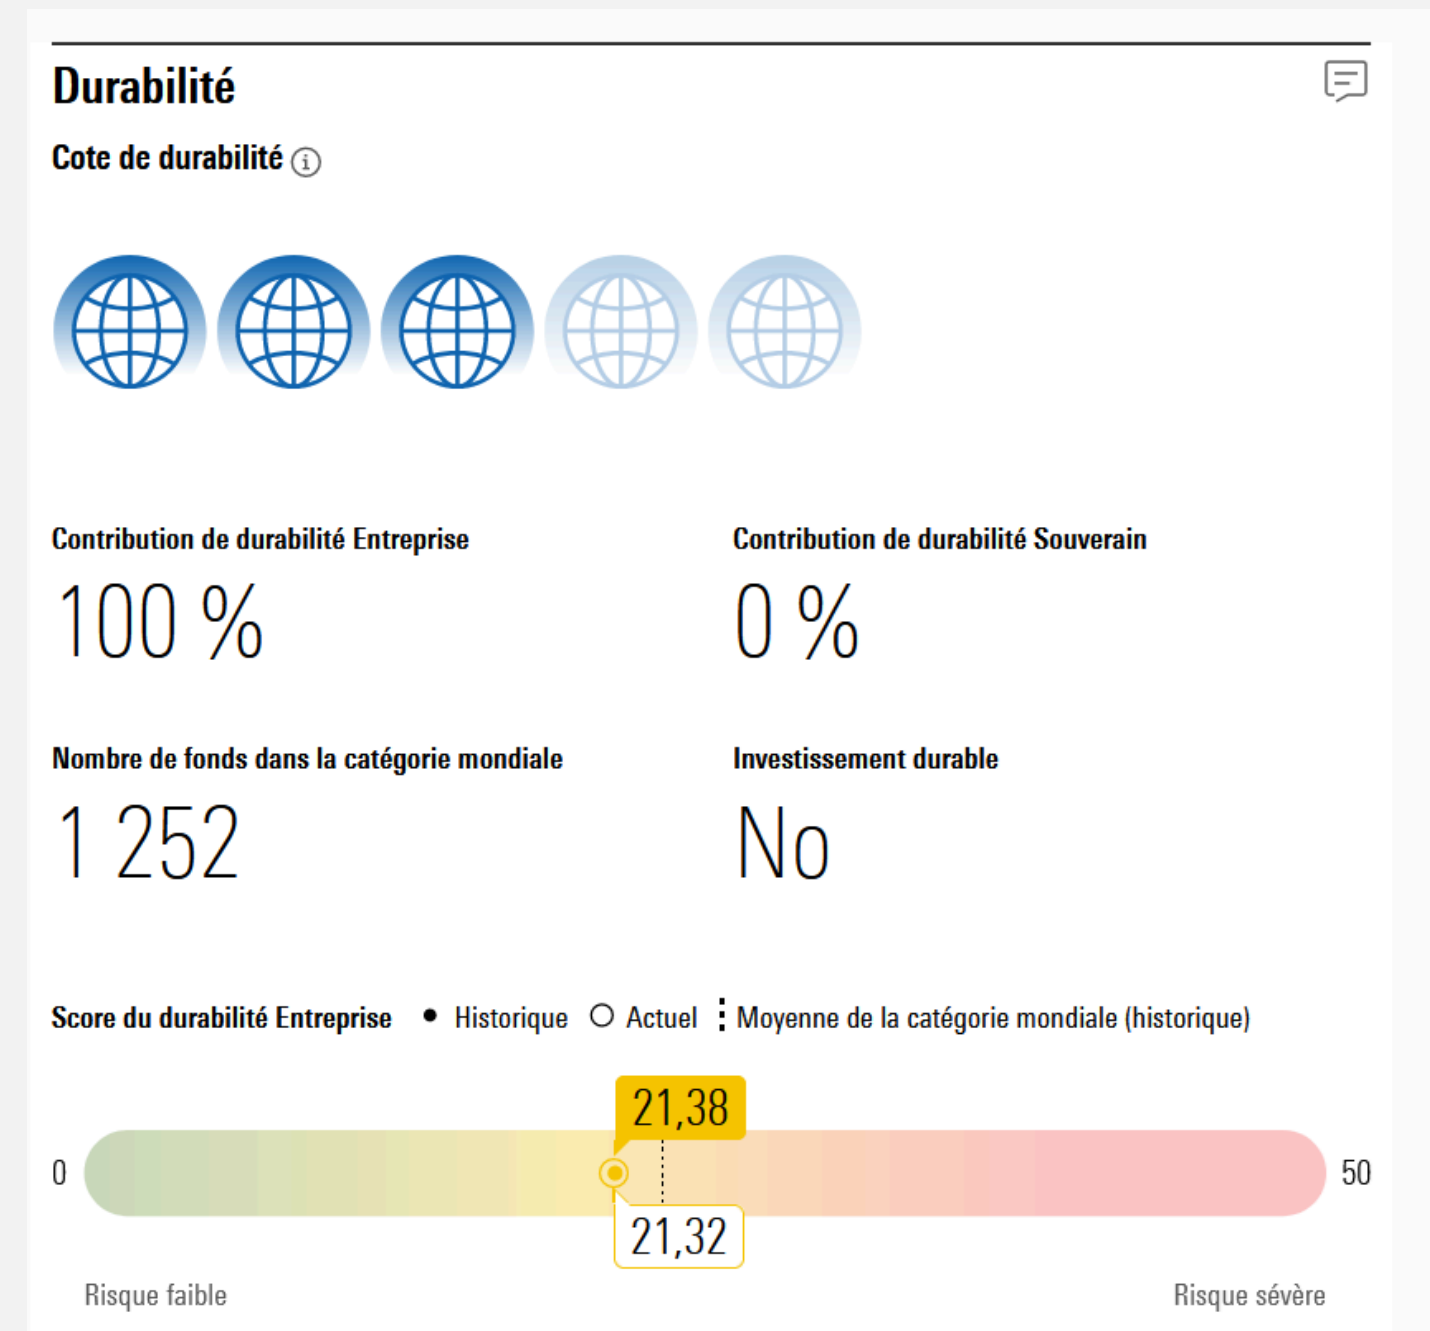 Durabilité
Cote de durabilité
Contribution de durabilité Entreprise
100 %
Contribution de durabilité Souverain
0 %
Nombre de fonds dans la catégorie mondiale
1 252
Investissement durable
No
Score du durabilité Entreprise Historique Actuel Moyenne de la catégorie mondiale (historique)
21,38
0
50
21,32
Risque faible
Risque sévère